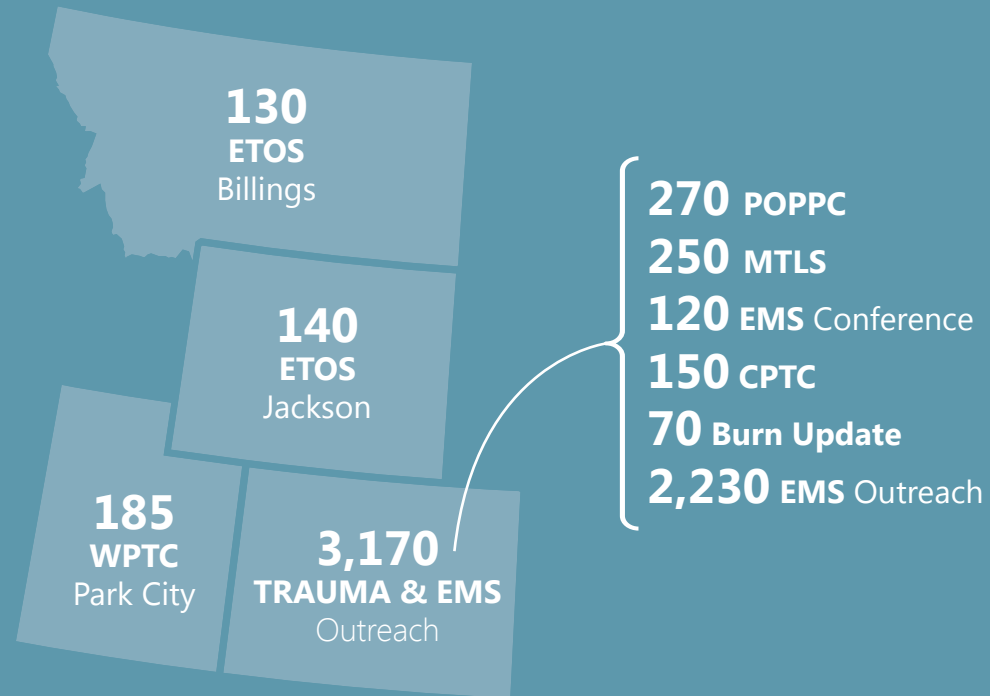 130
ETOS
Billings
140
ETOS
Jackson
185
WPTC
Park City
3,170
TRAUMA & EMS
Outreach
270 POPPC
250 MTLS
120 EMS Conference
150 CPTC
70 Burn Update
2,230 EMS Outreach